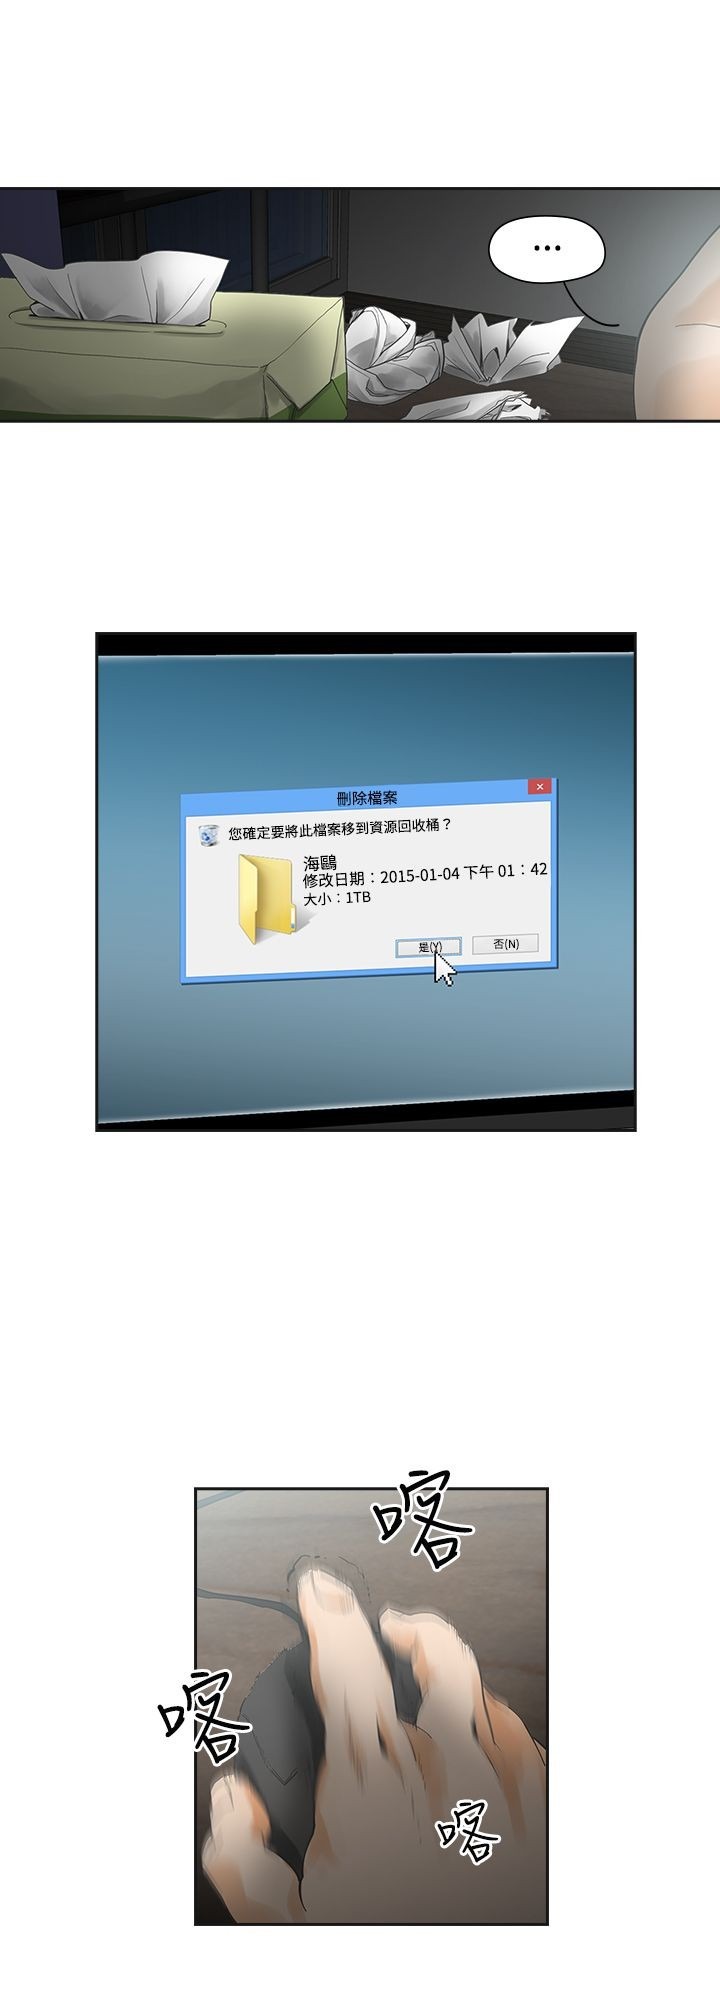 ...
刪除檔案
您確定要將此檔案移到資源回收桶？
海鷗
修改日期：2015-01-04 下午 01：42
大小：1TB
是(Y)
否(N)
喀
喀
喀